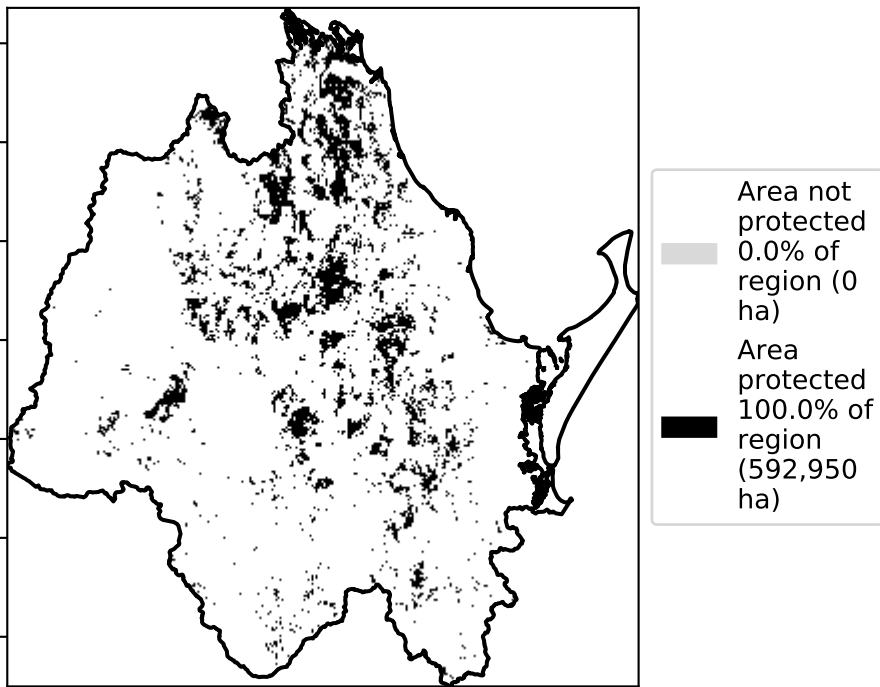 Area not
protected
0.0% of
region (0
ha)
Area
protected
100.0% of
region
(592,950
ha)